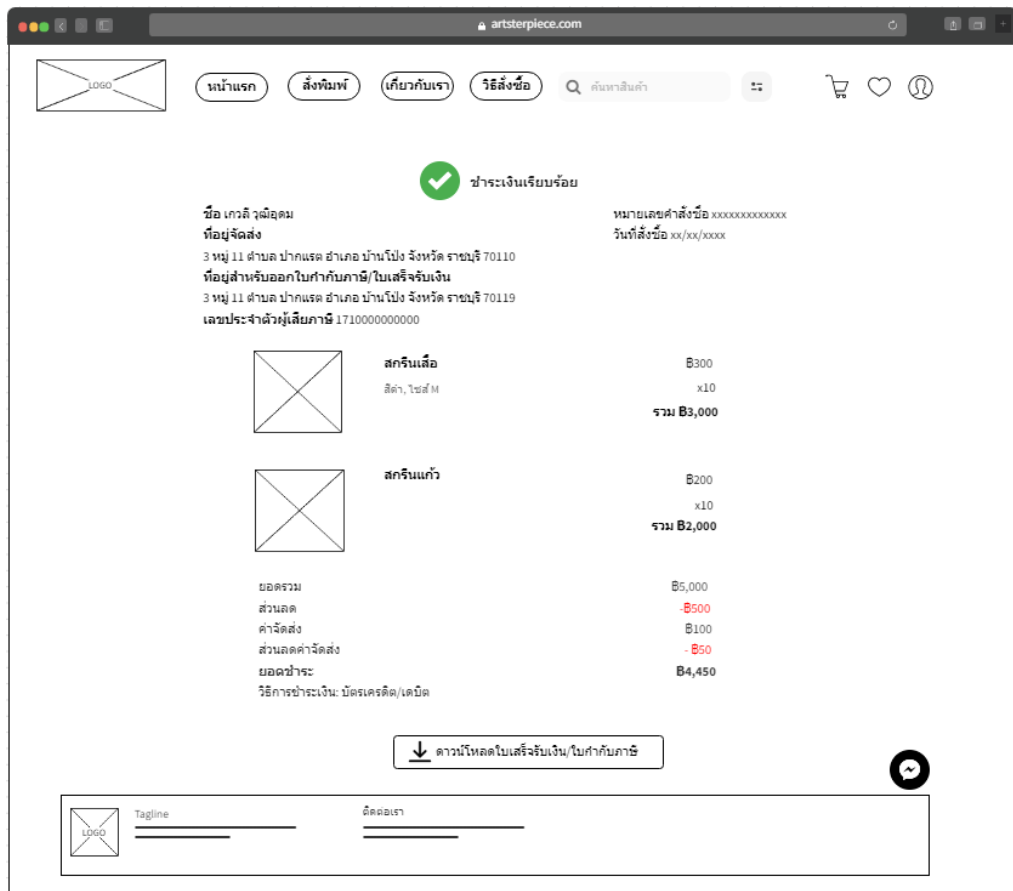 artsterpiece.com
LOGO
หน้าแรก
สั่งพิมพ์
เกี่ยวกับเรา
วิธีสั่งซื้อ
ค้นหาสินค้า
ชำระเงินเรียบร้อย
ชื่อ เกวลี วุฒิอุดม
หมายเลขคำสั่งซื้อ xxxxxxxxxxxxx
ที่อยู่จัดส่ง
วันที่สั่งซื้อ xx/xx/xxxx
3 หมู่ 11 ตำบล ปากแรต อำเภอ บ้านโป่ง จังหวัด ราชบุรี 70110
ที่อยู่สำหรับออกใบกำกับภาษี/ใบเสร็จรับเงิน
3 หมู่ 11 ตำบล ปากแรต อำเภอ บ้านโป่ง จังหวัด ราชบุรี 70119
เลขประจำตัวผู้เสียภาษี 1710000000000
สกรีนเสื้อ ฿300
สีดำ, ไซส์ M x10
รวม ฿3,000
สกรีนแก้ว ฿200
x10
รวม ฿2,000
ยอดรวม ฿5,000
ส่วนลด -฿500
ค่าจัดส่ง ฿100
ส่วนลดค่าจัดส่ง - ฿50
ยอดชำระ ฿4,450
วิธีการชำระเงิน: บัตรเครดิต/เดบิต
ดาวน์โหลดใบเสร็จรับเงิน/ใบกำกับภาษี
LOGO
Tagline
ติดต่อเรา